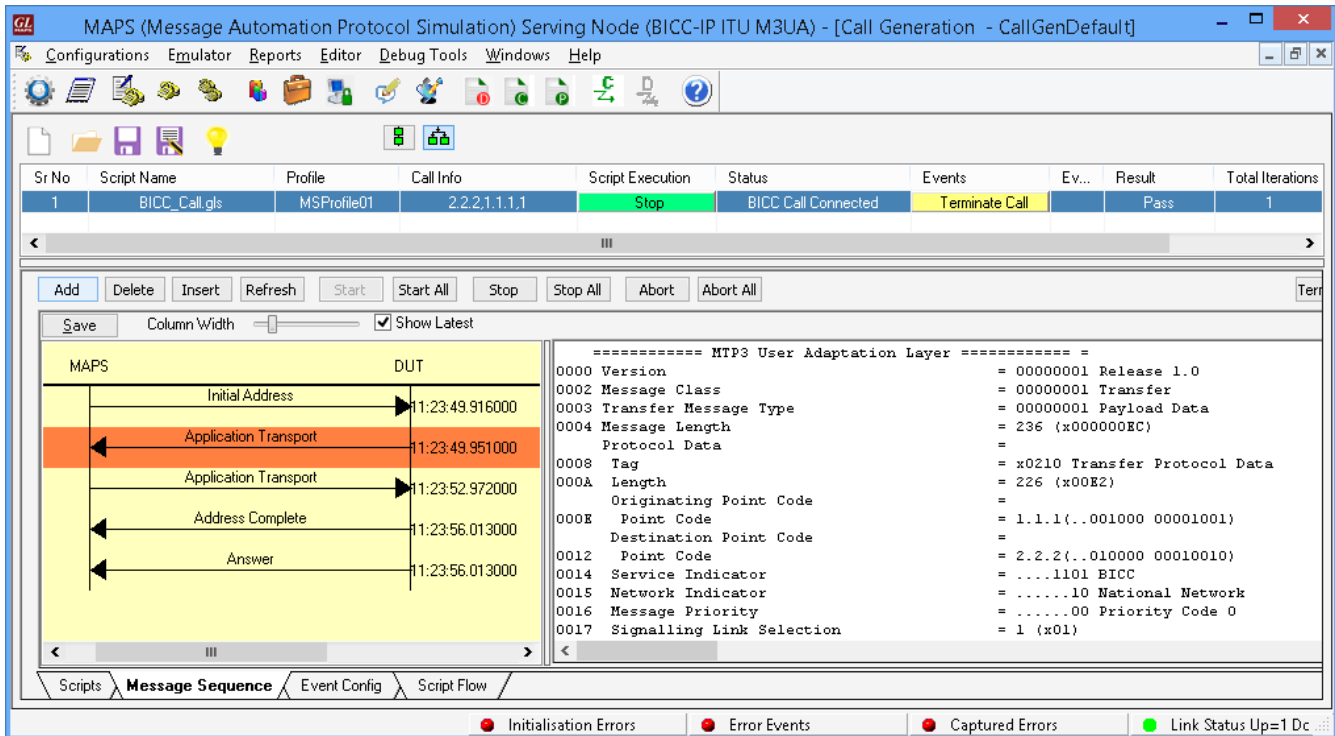 GL
MAPS
MAPS (Message Automation Protocol Simulation) Serving Node (BICC-IP ITU M3UA) - [Call Generation - CallGenDefault]
Configurations Emulator Reports Editor Debug Tools Windows Help
Sr No Script Name Profile Call Info Script Execution Status Events Ev... Result Total Iterations
1 BICC_Call.gls MSProfile01 2.2.2,1.1.1,1 Stop BICC Call Connected Terminate Call Pass 1
Add Delete Insert Refresh Start Start All Stop Stop All Abort Abort All Terr
Save Column Width Show Latest
MAPS DUT
Initial Address
11:23:49.916000
Application Transport
11:23:49.951000
Application Transport
11:23:52.972000
Address Complete
11:23:56.013000
Answer
11:23:56.013000
============ MTP3 User Adaptation Layer ============ =
0000 Version = 00000001 Release 1.0
0002 Message Class = 00000001 Transfer
0003 Transfer Message Type = 00000001 Payload Data
0004 Message Length = 236 (x000000EC)
Protocol Data =
0008 Tag = x0210 Transfer Protocol Data
000A Length = 226 (x00E2)
Originating Point Code =
000E Point Code = 1.1.1(..001000 00001001)
Destination Point Code =
0012 Point Code = 2.2.2(..010000 00010010)
0014 Service Indicator = ....1101 BICC
0015 Network Indicator = ......10 National Network
0016 Message Priority = ......00 Priority Code 0
0017 Signalling Link Selection = 1 (x01)
Scripts Message Sequence Event Config Script Flow
Initialisation Errors Error Events Captured Errors Link Status Up=1 Dc